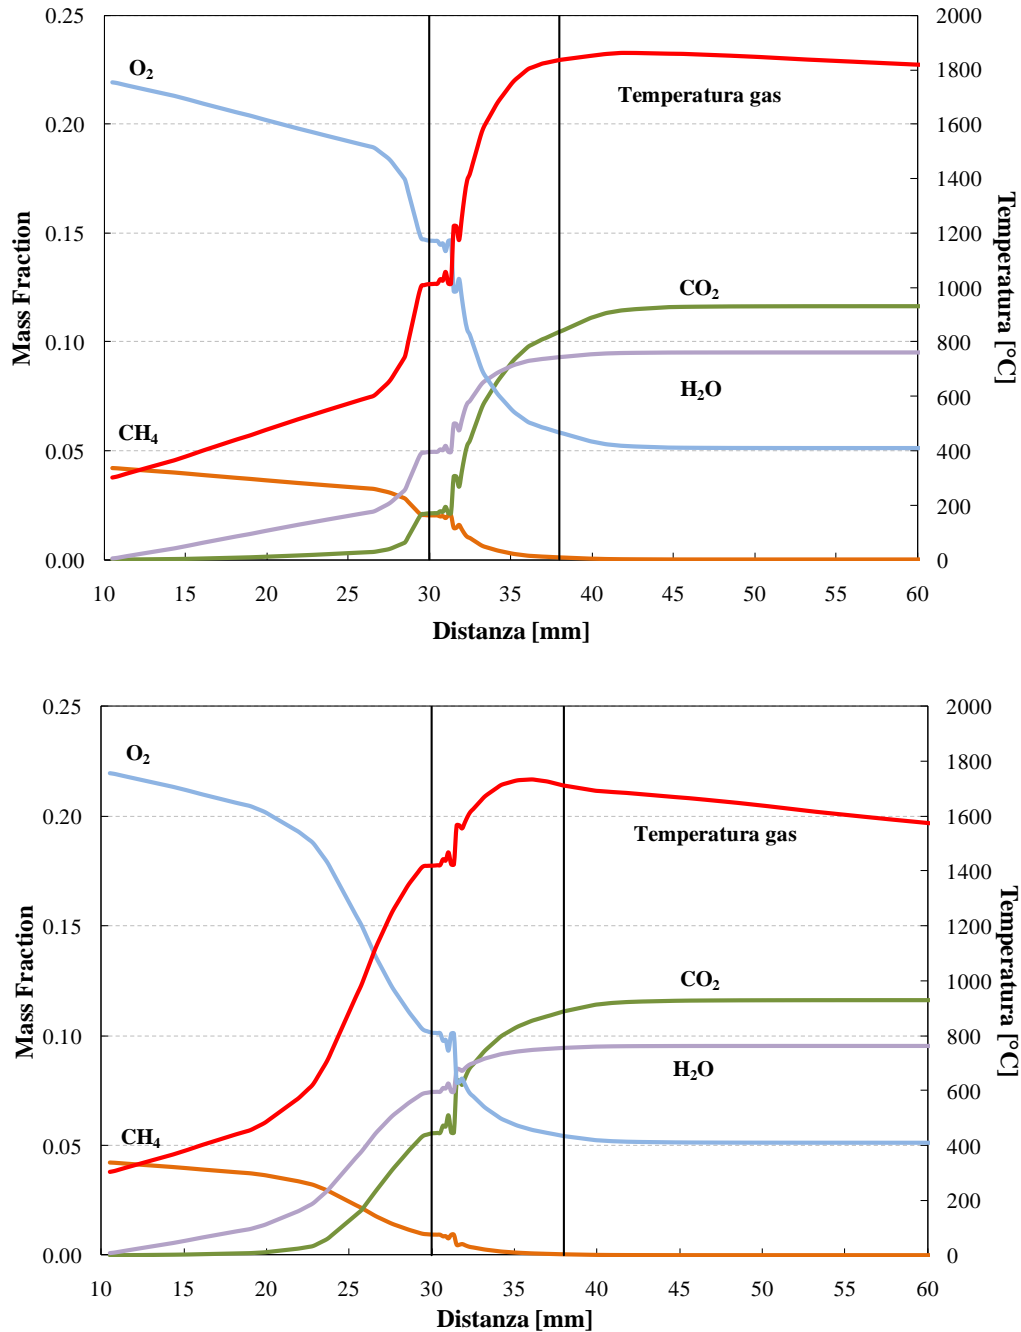 0.25
0.20
0.15
0.10
0.05
0.00
Mass Fraction
2000
1800
1600
1400
1200
1000
800
600
400
200
0
Temperatura [°C]
O₂
Temperatura gas
CO₂
H₂O
CH₄
10 15 20 25 30 35 40 45 50 55 60
Distanza [mm]
0.25
0.20
0.15
0.10
0.05
0.00
Mass Fraction
2000
1800
1600
1400
1200
1000
800
600
400
200
0
Temperatura [°C]
O₂
Temperatura gas
CO₂
H₂O
CH₄
10 15 20 25 30 35 40 45 50 55 60
Distanza [mm]